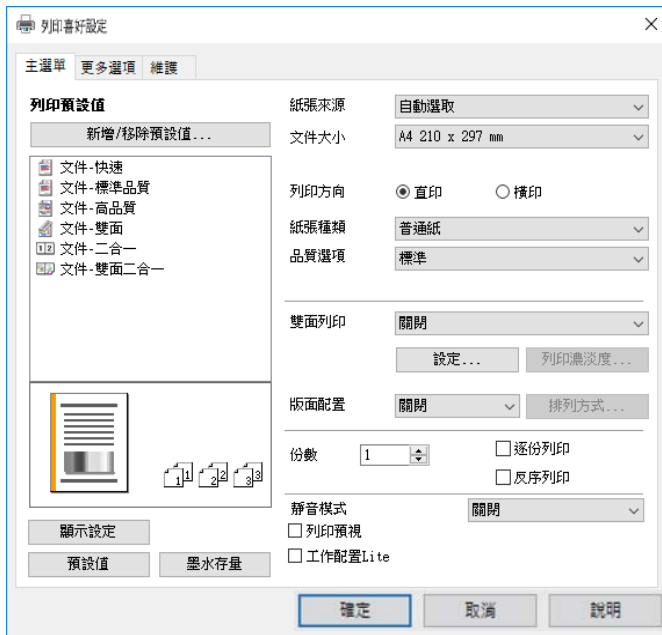 列印喜好設定
主選單 更多選項 維護
列印預設值
新增/移除預設值...
文件-快速
文件-標準品質
文件-高品質
文件-雙面
12 文件-二合一
文件-雙面二合一
1 1 2 2 3 3
顯示設定
預設值 墨水存量
紙張來源 自動選取
文件大小 A4 210 x 297 mm
列印方向 直印 橫印
紙張種類 普通紙
品質選項 標準
雙面列印 關閉
設定... 列印濃淡度...
版面配置 關閉 排列方式...
份數 1 逐份列印
反序列印
靜音模式 關閉
列印預視
工作配置Lite
確定 取消 說明